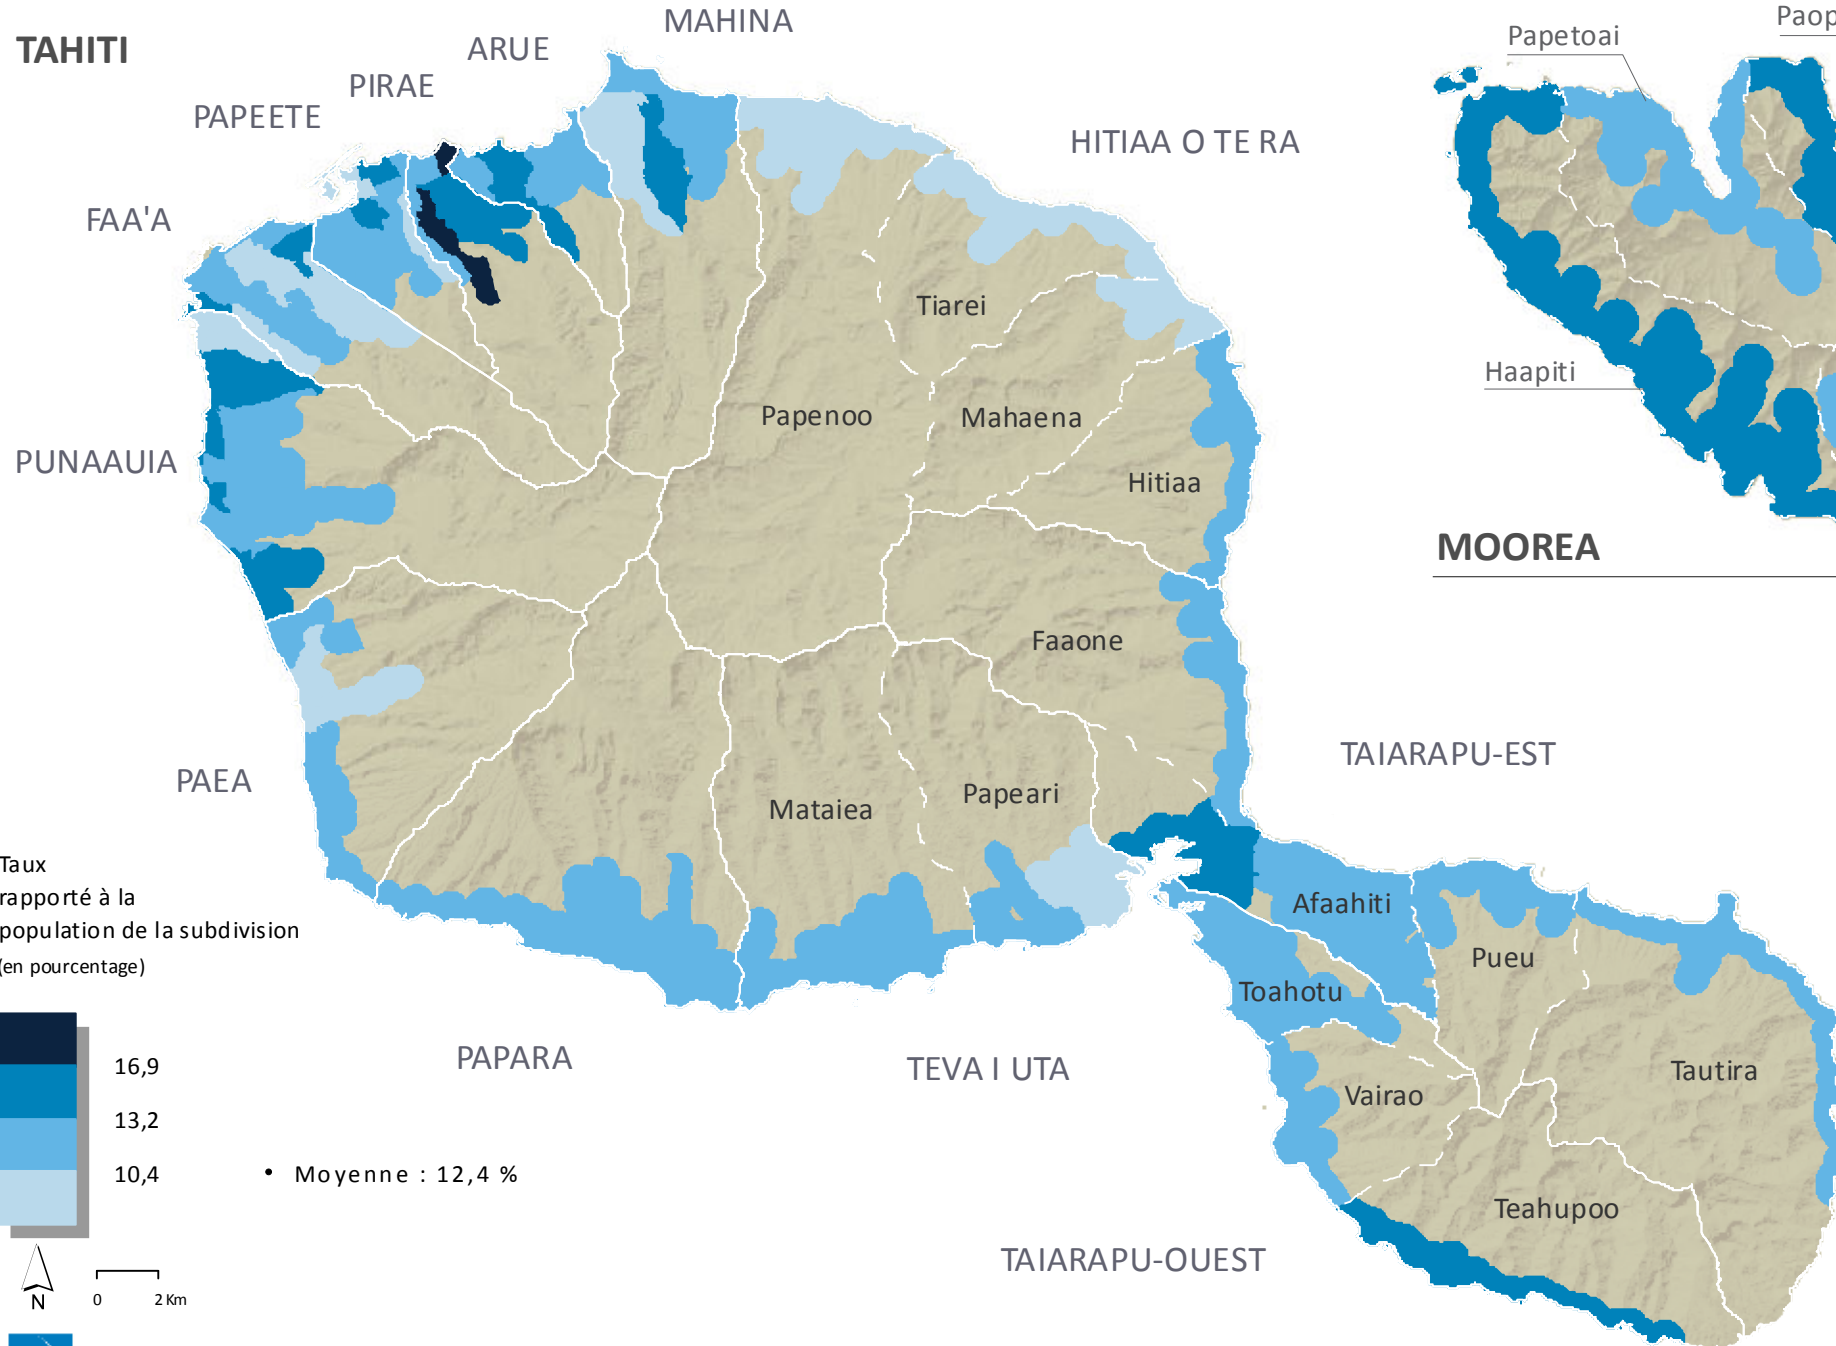 TAHITI
MAHINA
ARUE
PIRAE
PAPEETE
FAA'A
HITIAA O TE RA
Papetoai
Tiarei
Papenoo
Mahaena
Haapiti
PUNAAUIA
Hitiaa
MOOREA
Faaone
TAIARAPU-EST
PAEA
Mataiea
Papeari
Taux
rapporté à la
population de la subdivision
(en pourcentage)
Afaahiti
Pueu
Toahotu
PAPARA
TEVA I UTA
Vairao
Tautira
16,9
13,2
10,4
• Moyenne : 12,4 %
Teahupoo
TAIARAPU-OUEST
N
0 2 Km